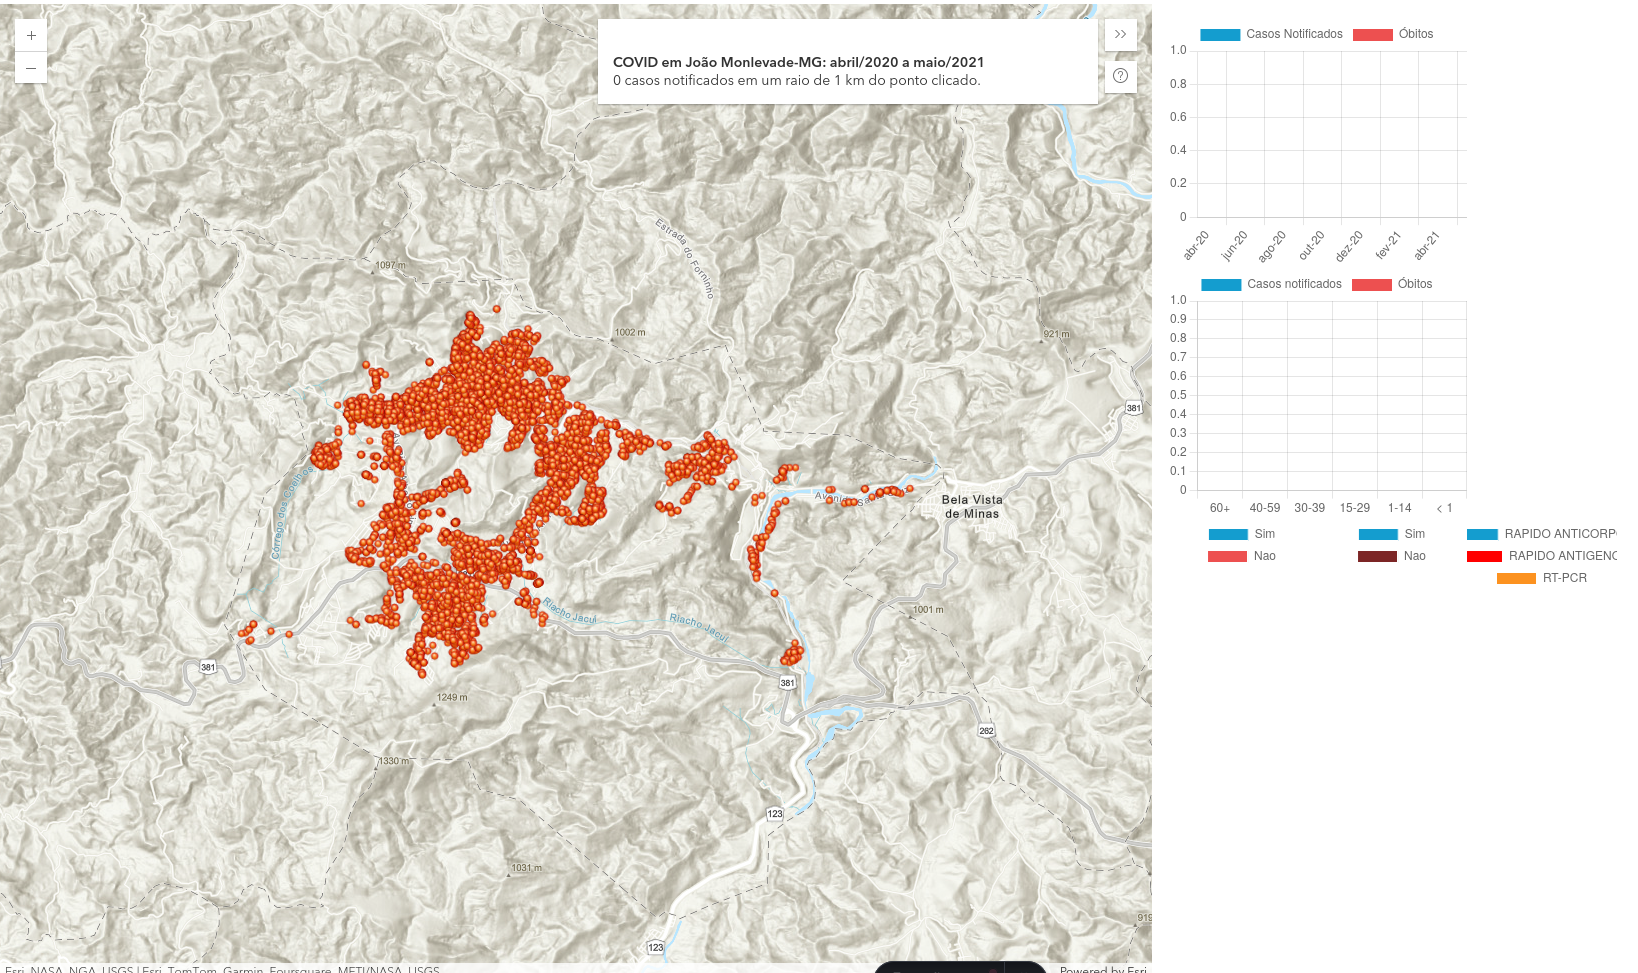 +
−
COVID em João Monlevade-MG: abril/2020 a maio/2021
0 casos notificados em um raio de 1 km do ponto clicado.
Estrada do Forninho
1097 m
1002 m
921 m
381
Córrego dos Coelhos
Bela Vista
de Minas
Riacho Jacuí
Riacho Jacuí
1001 m
381
381
1249 m
262
1330 m
123
1031 m
919
123
Esri, NASA, NGA, USGS | Esri, TomTom, Garmin, Foursquare, METI/NASA, USGS
Powered by Esri
Casos Notificados Óbitos
1.0
0.8
0.6
0.4
0.2
0
abr-20 jun-20 ago-20 out-20 dez-20 fev-21 abr-21
Casos notificados Óbitos
1.0
0.9
0.8
0.7
0.6
0.5
0.4
0.3
0.2
0.1
0
60+ 40-59 30-39 15-29 1-14 < 1
Sim Sim RAPIDO ANTICORP
Nao Nao RAPIDO ANTIGENO
RT-PCR